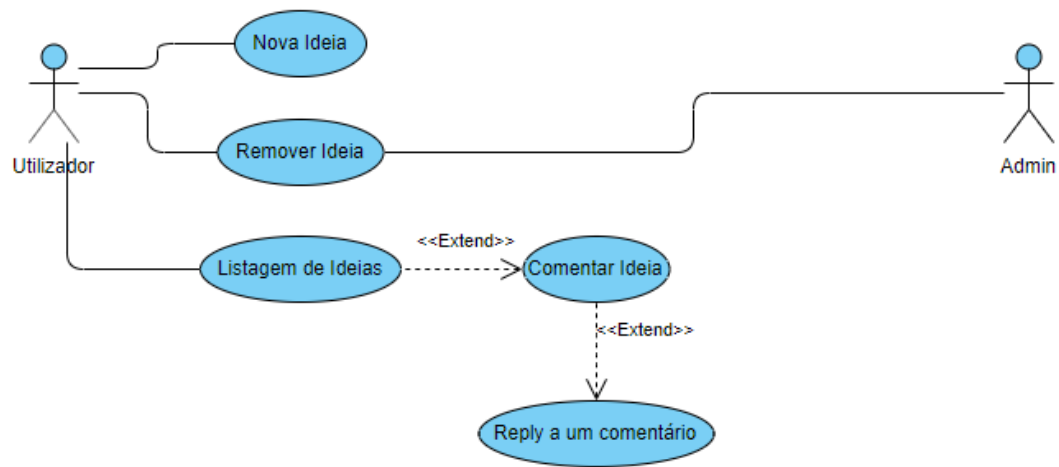 Nova Ideia
Remover Ideia
Utilizador
Admin
<<Extend>>
Listagem de Ideias
Comentar Ideia
<<Extend>>
Reply a um comentário